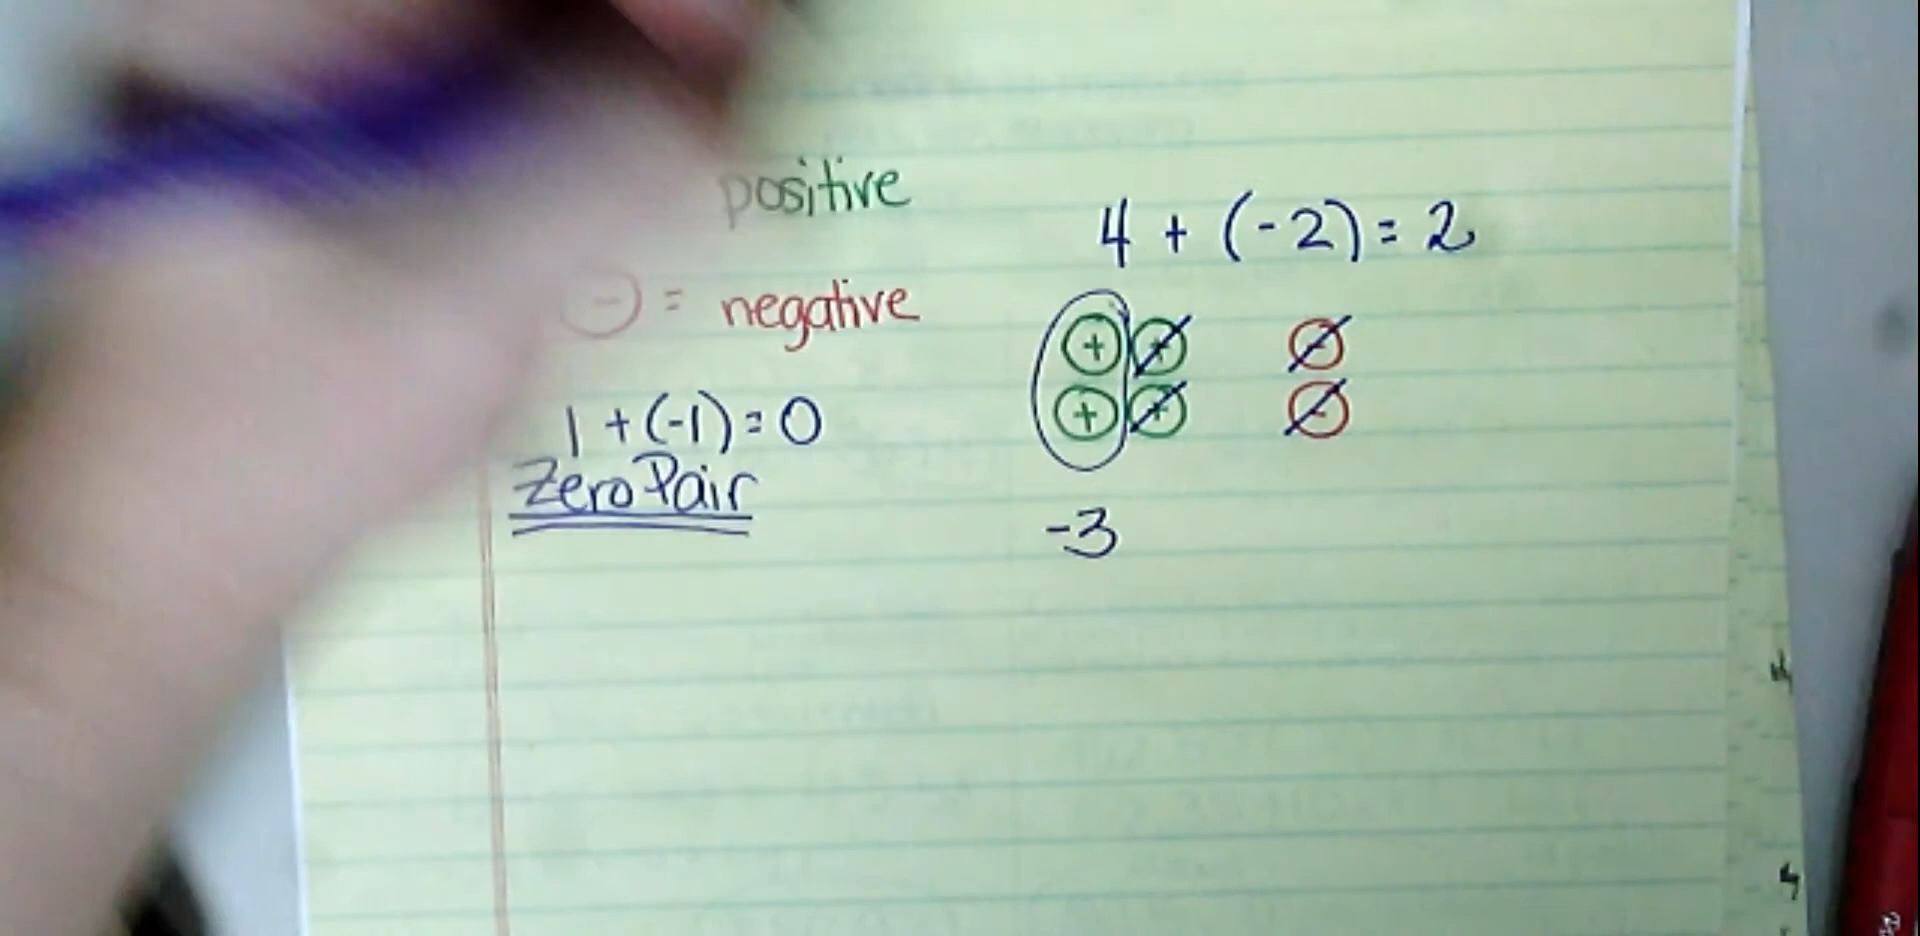 positive
- = negative
1 + (-1) = 0
Zero Pair
4 + (-2) = 2
+ + - 
+ + -
-3